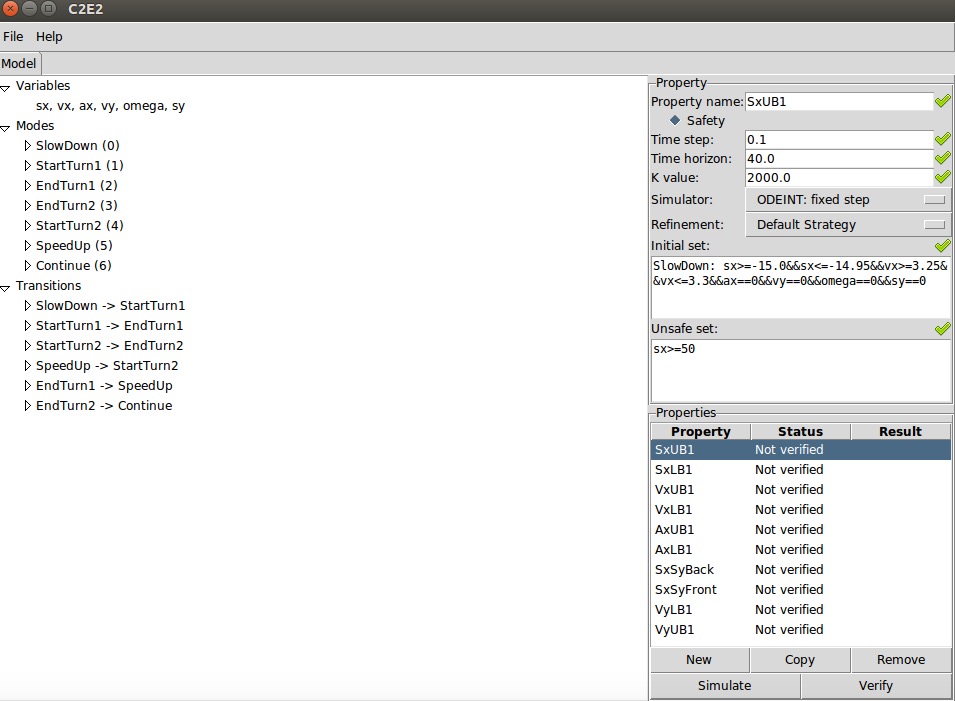 C2E2
File Help
Model
Variables
sx, vx, ax, vy, omega, sy
Modes
SlowDown (0)
StartTurn1 (1)
EndTurn1 (2)
EndTurn2 (3)
StartTurn2 (4)
SpeedUp (5)
Continue (6)
Transitions
SlowDown -> StartTurn1
StartTurn1 -> EndTurn1
StartTurn2 -> EndTurn2
SpeedUp -> StartTurn2
EndTurn1 -> SpeedUp
EndTurn2 -> Continue
Property
Property name: SxUB1
Safety
Time step: 0.1
Time horizon: 40.0
K value: 2000.0
Simulator: ODEINT: fixed step
Refinement: Default Strategy
Initial set:
SlowDown: sx>=-15.0&&sx<=-14.95&&vx>=3.25&
&vx<=3.3&&ax==0&&vy==0&&omega==0&&sy==0
Unsafe set:
sx>=50
Properties
Property Status Result
SxUB1 Not verified
SxLB1 Not verified
VxUB1 Not verified
VxLB1 Not verified
AxUB1 Not verified
AxLB1 Not verified
SxSyBack Not verified
SxSyFront Not verified
VyLB1 Not verified
VyUB1 Not verified
New Copy Remove
Simulate Verify